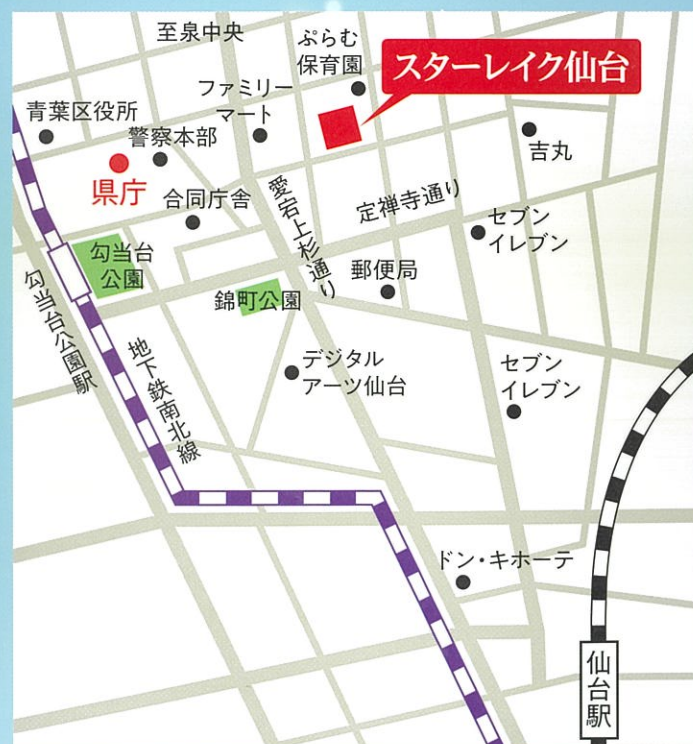 至泉中央
ぷらむ
保育園
スターレイク仙台
ファミリー
マート
青葉区役所
警察本部
吉丸
県庁
合同庁舎
愛宕上杉通り
定禅寺通り
セブン
イレブン
勾当台
公園
郵便局
錦町公園
勾当台公園駅
地下鉄南北線
デジタル
アーツ仙台
セブン
イレブン
ドン・キホーテ
仙台駅